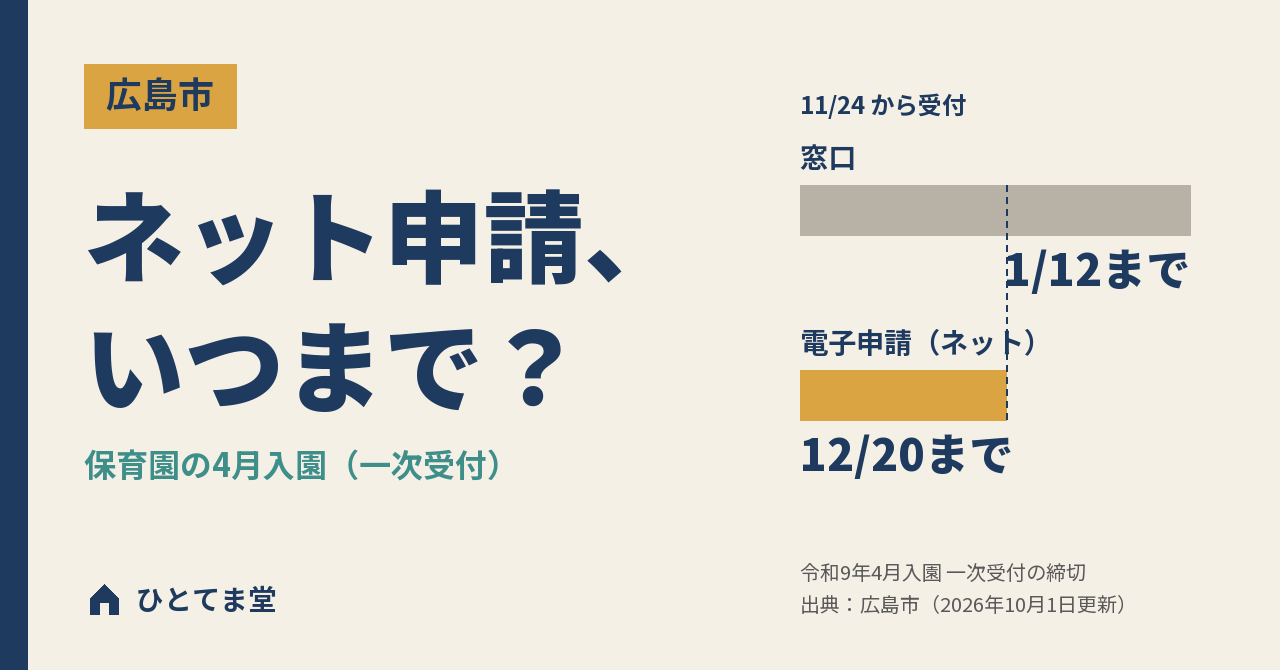 広島市
ネット申請、
いつまで？
保育園の4月入園（一次受付）
ひとてま堂
11/24 から受付
窓口
1/12まで
電子申請（ネット）
12/20まで
令和9年4月入園 一次受付の締切
出典：広島市（2026年10月1日更新）